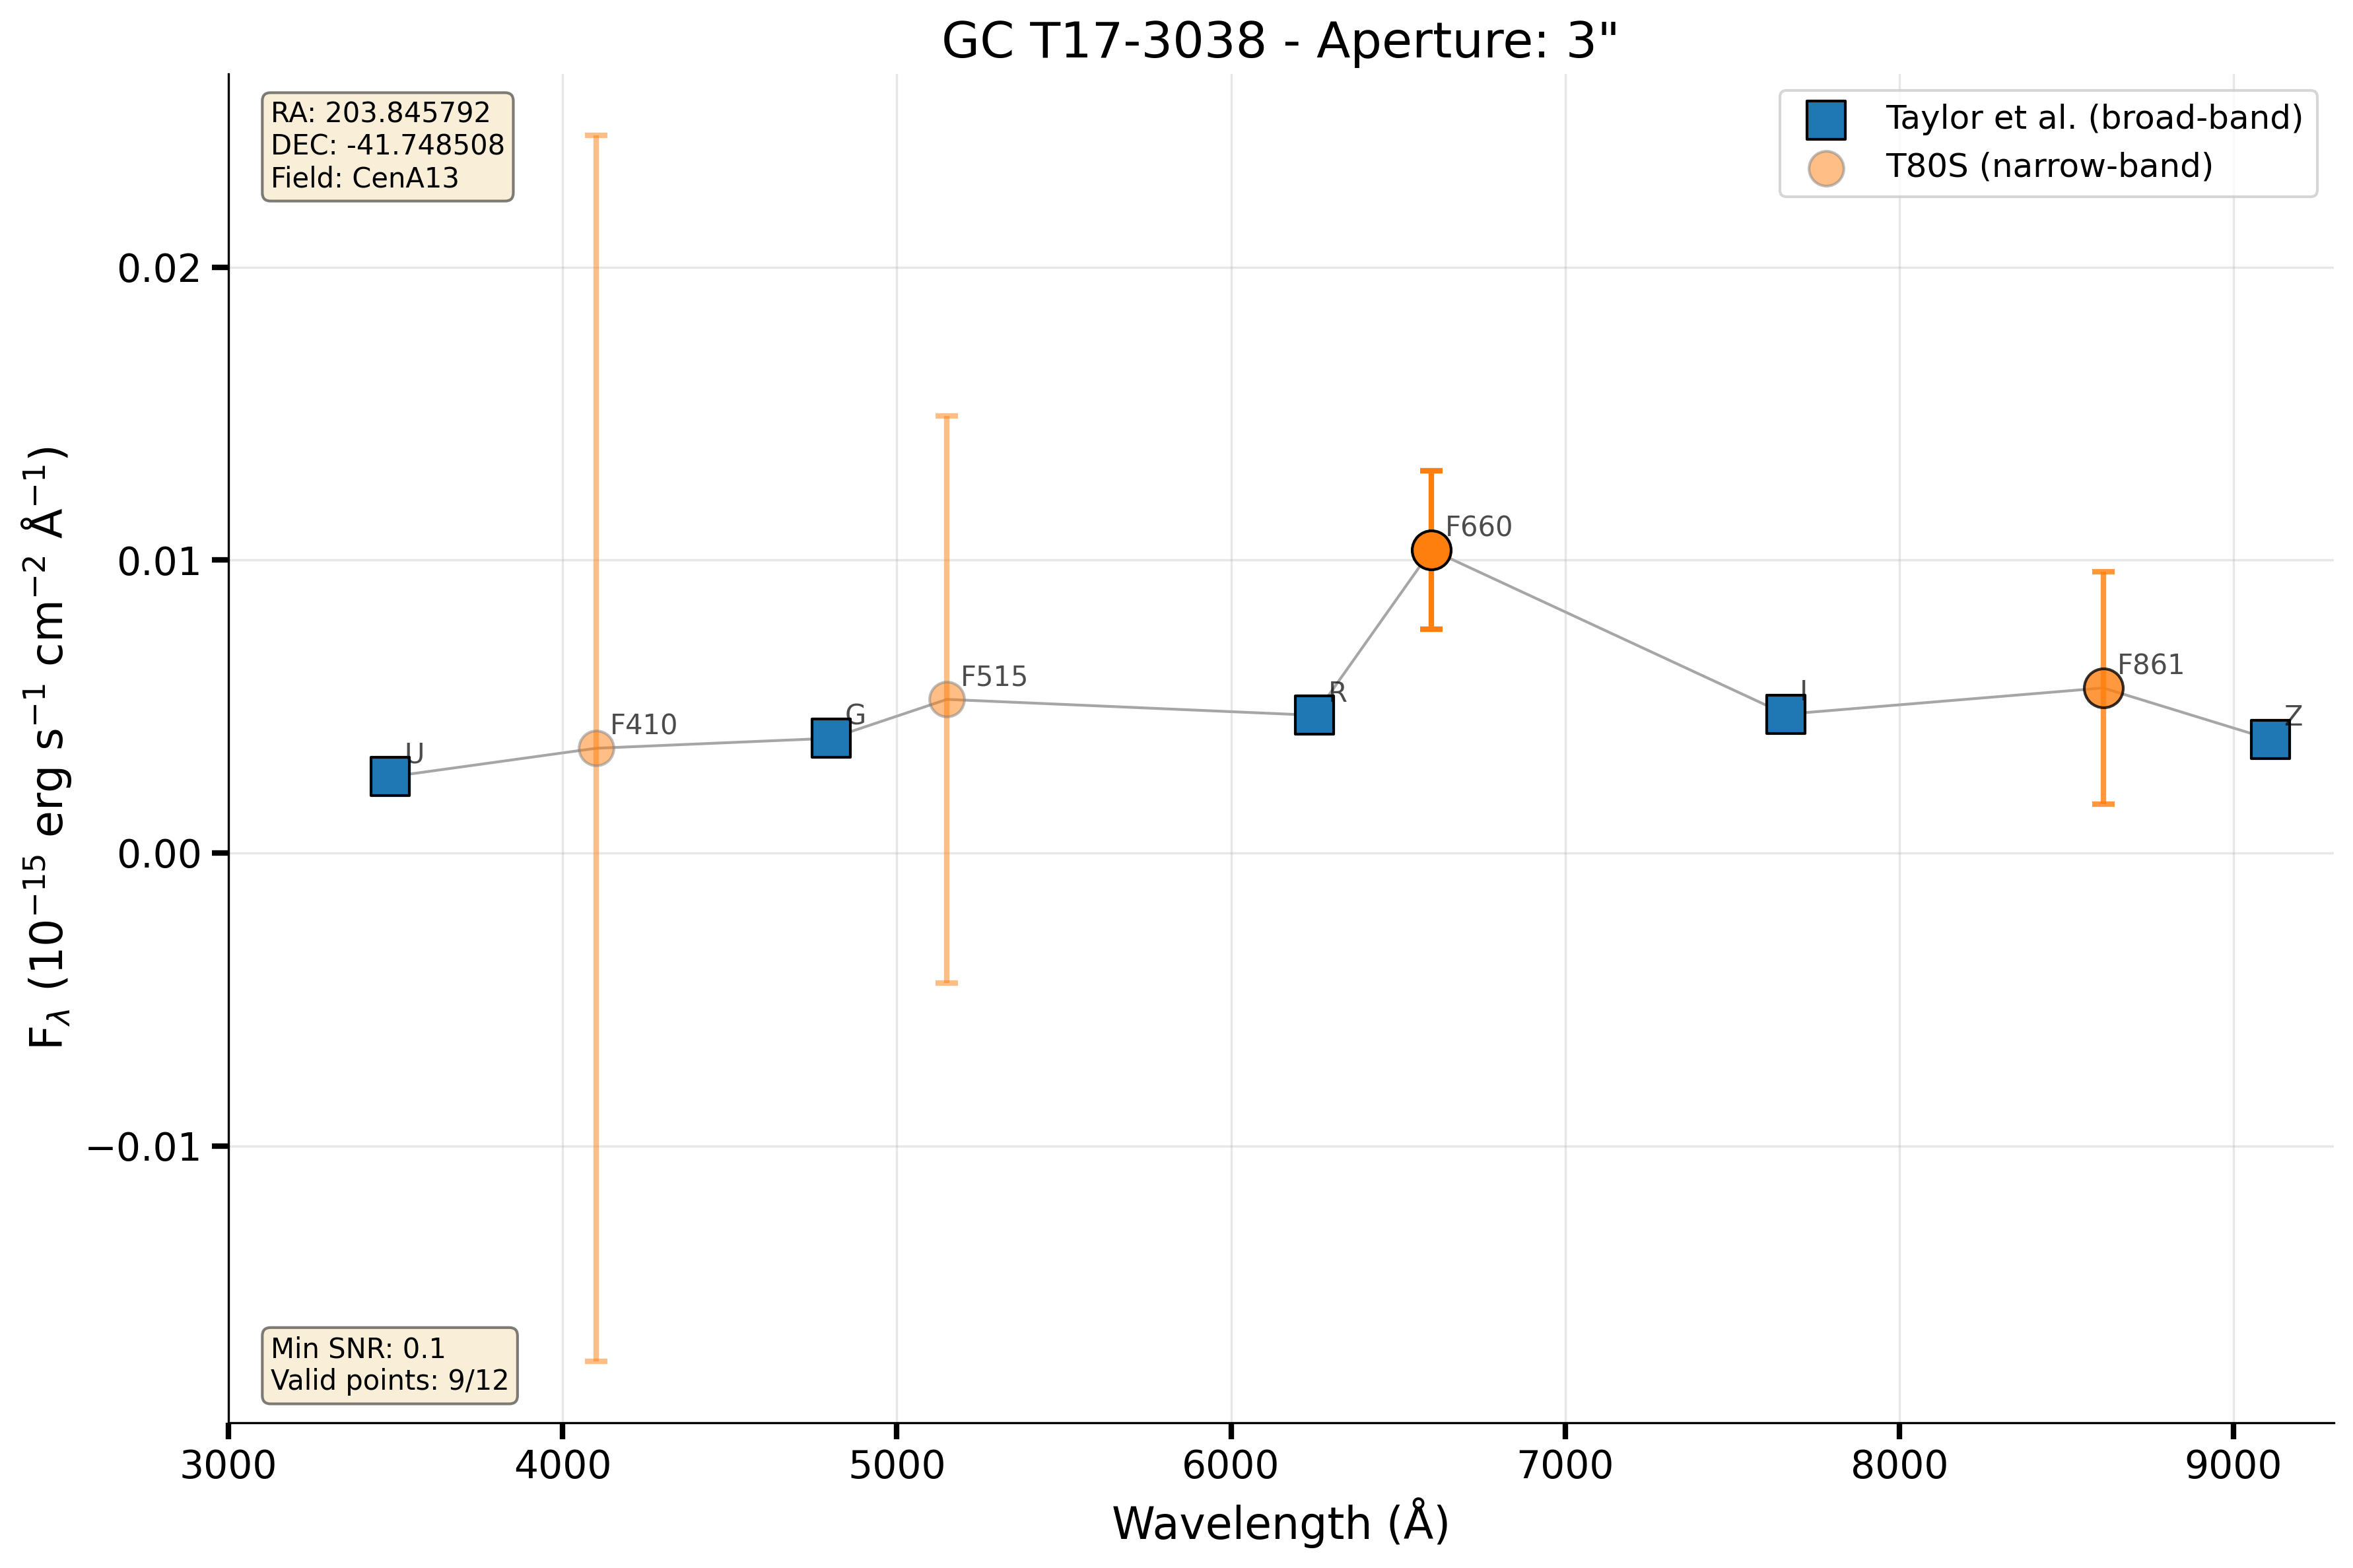 GC T17-3038 - Aperture: 3"
RA: 203.845792
DEC: -41.748508
Field: CenA13
Taylor et al. (broad-band)
T80S (narrow-band)
0.02
0.01
0.00
−0.01
F_λ (10⁻¹⁵ erg s⁻¹ cm⁻² Å⁻¹)
U
F410
G
F515
R
F660
I
F861
Z
Min SNR: 0.1
Valid points: 9/12
3000 4000 5000 6000 7000 8000 9000
Wavelength (Å)